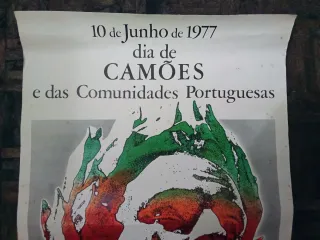 10 de Junho de 1977
dia de
CAMÕES
e das Comunidades Portuguesas